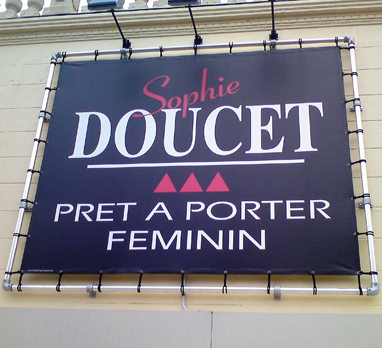 Sophie
DOUCET
PRET A PORTER
FEMININ